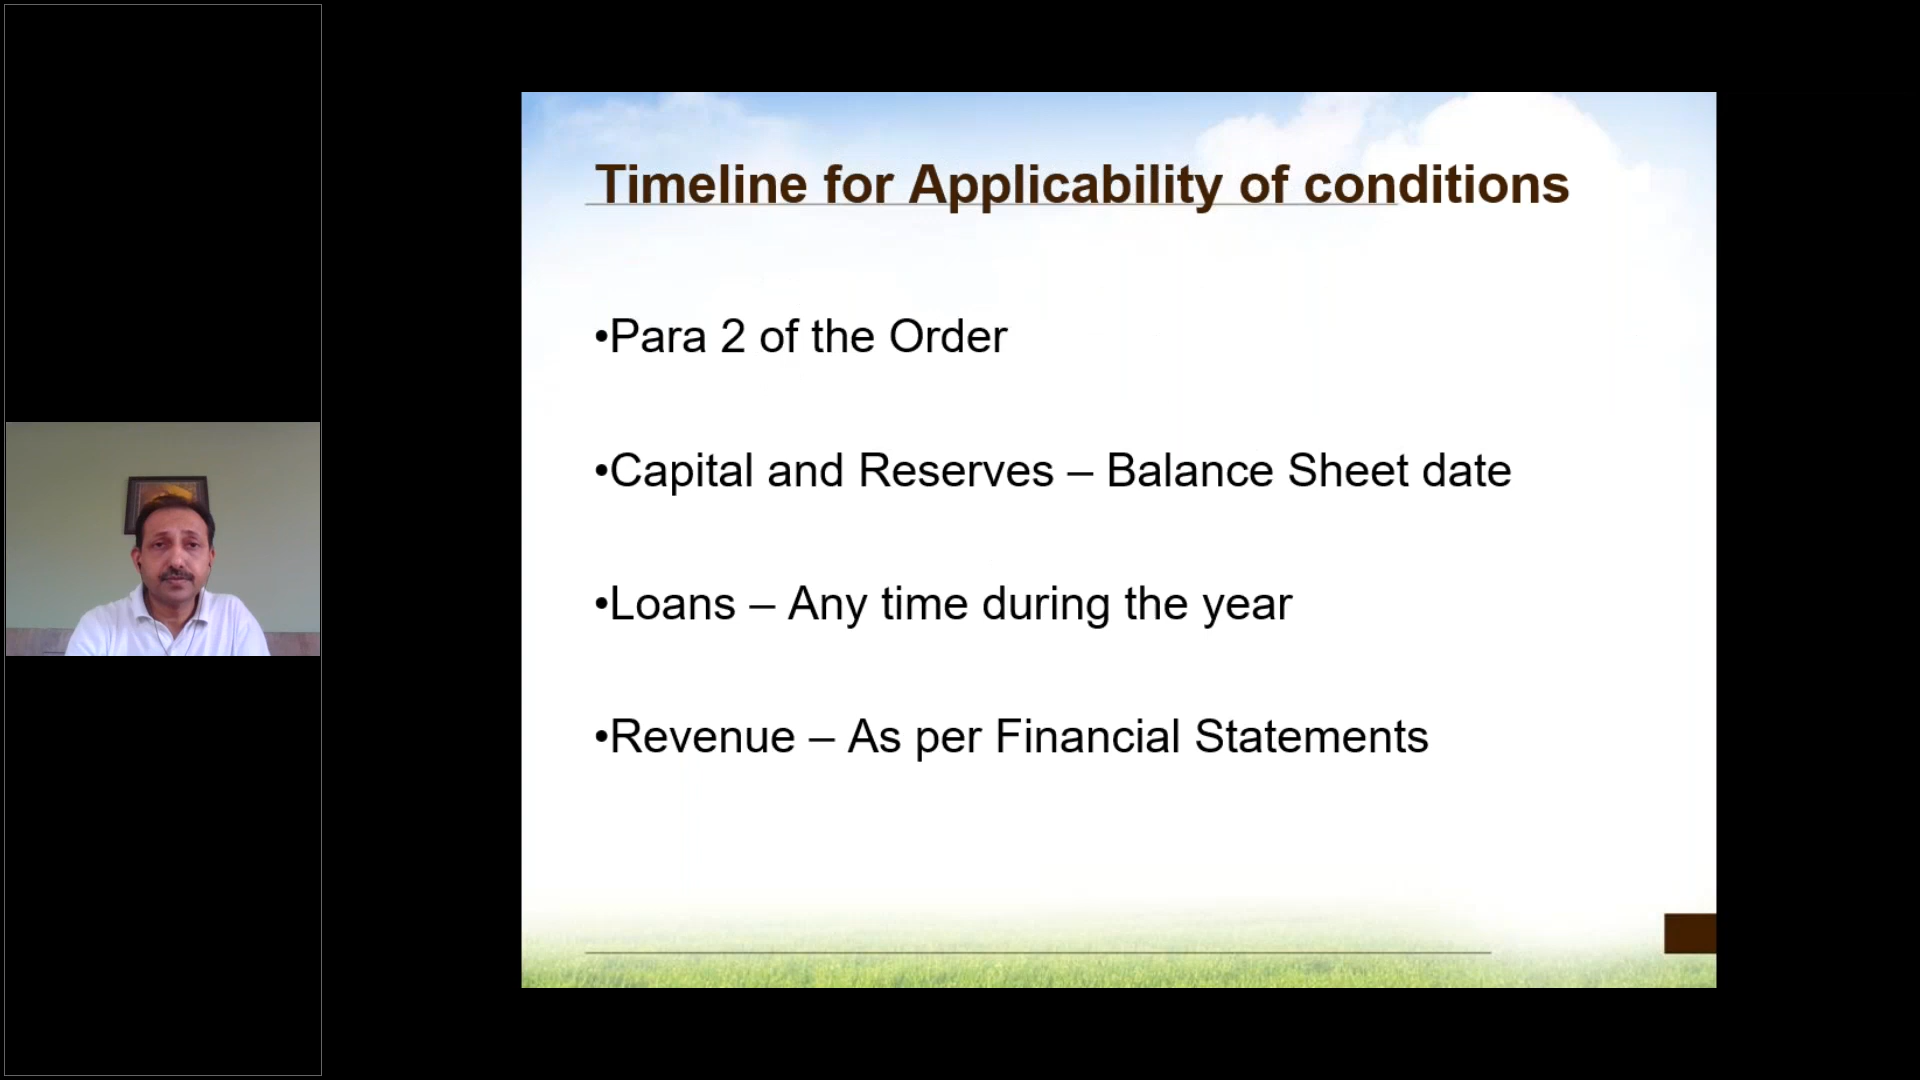 Timeline for Applicability of conditions
•Para 2 of the Order
•Capital and Reserves – Balance Sheet date
•Loans – Any time during the year
•Revenue – As per Financial Statements